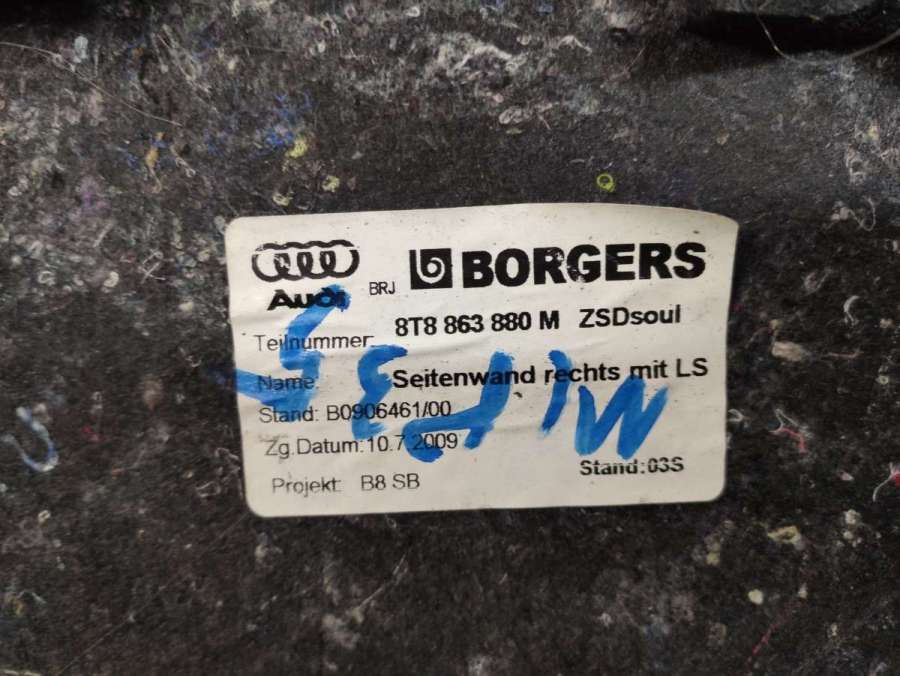 Audi BRJ BORGERS
Teilnummer: 8T8 863 880 M ZSDsoul
Name: Seitenwand rechts mit LS
Stand: B0906461/00
Zg.Datum: 10.7.2009
Stand:03S
Projekt: B8 SB